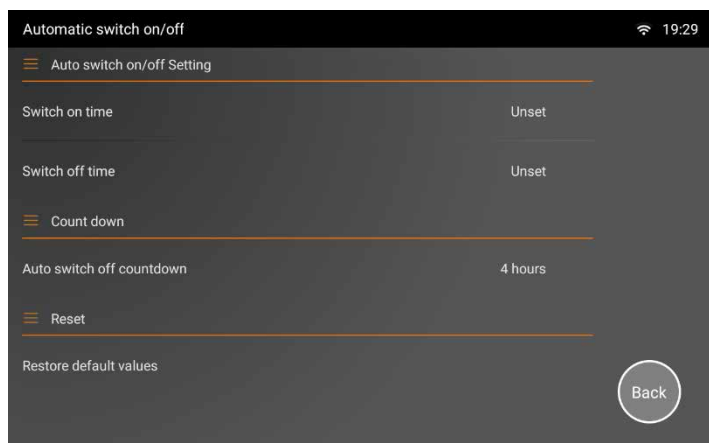 Automatic switch on/off 19:29
Auto switch on/off Setting
Switch on time Unset
Switch off time Unset
Count down
Auto switch off countdown 4 hours
Reset
Restore default values
Back